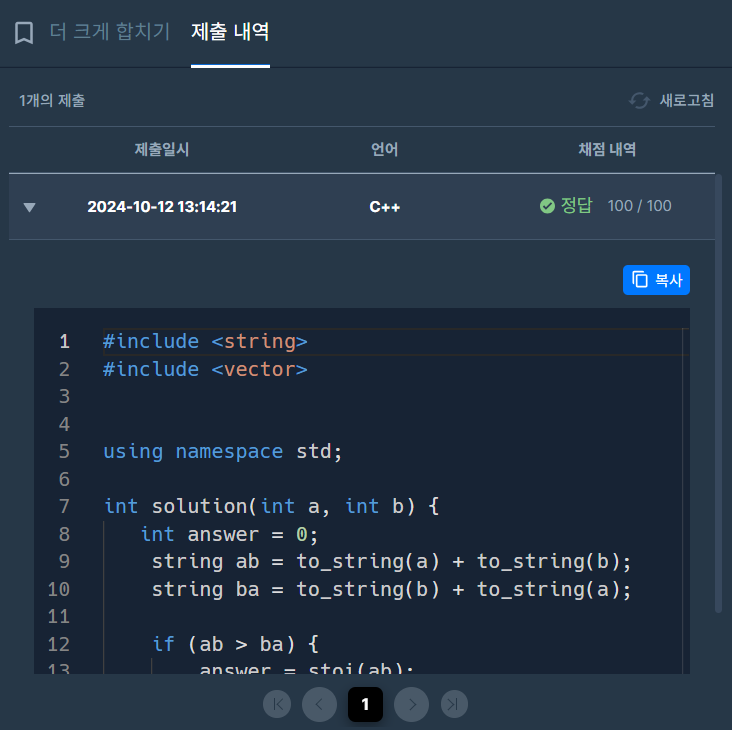 더 크게 합치기 제출 내역
1개의 제출 새로고침
제출일시 언어 채점 내역
2024-10-12 13:14:21 C++ 정답 100 / 100
복사
1 #include <string>
2 #include <vector>
3
4
5 using namespace std;
6
7 int solution(int a, int b) {
8 int answer = 0;
9 string ab = to_string(a) + to_string(b);
10 string ba = to_string(b) + to_string(a);
11
12 if (ab > ba) {
13 answer = stoi(ab);
1